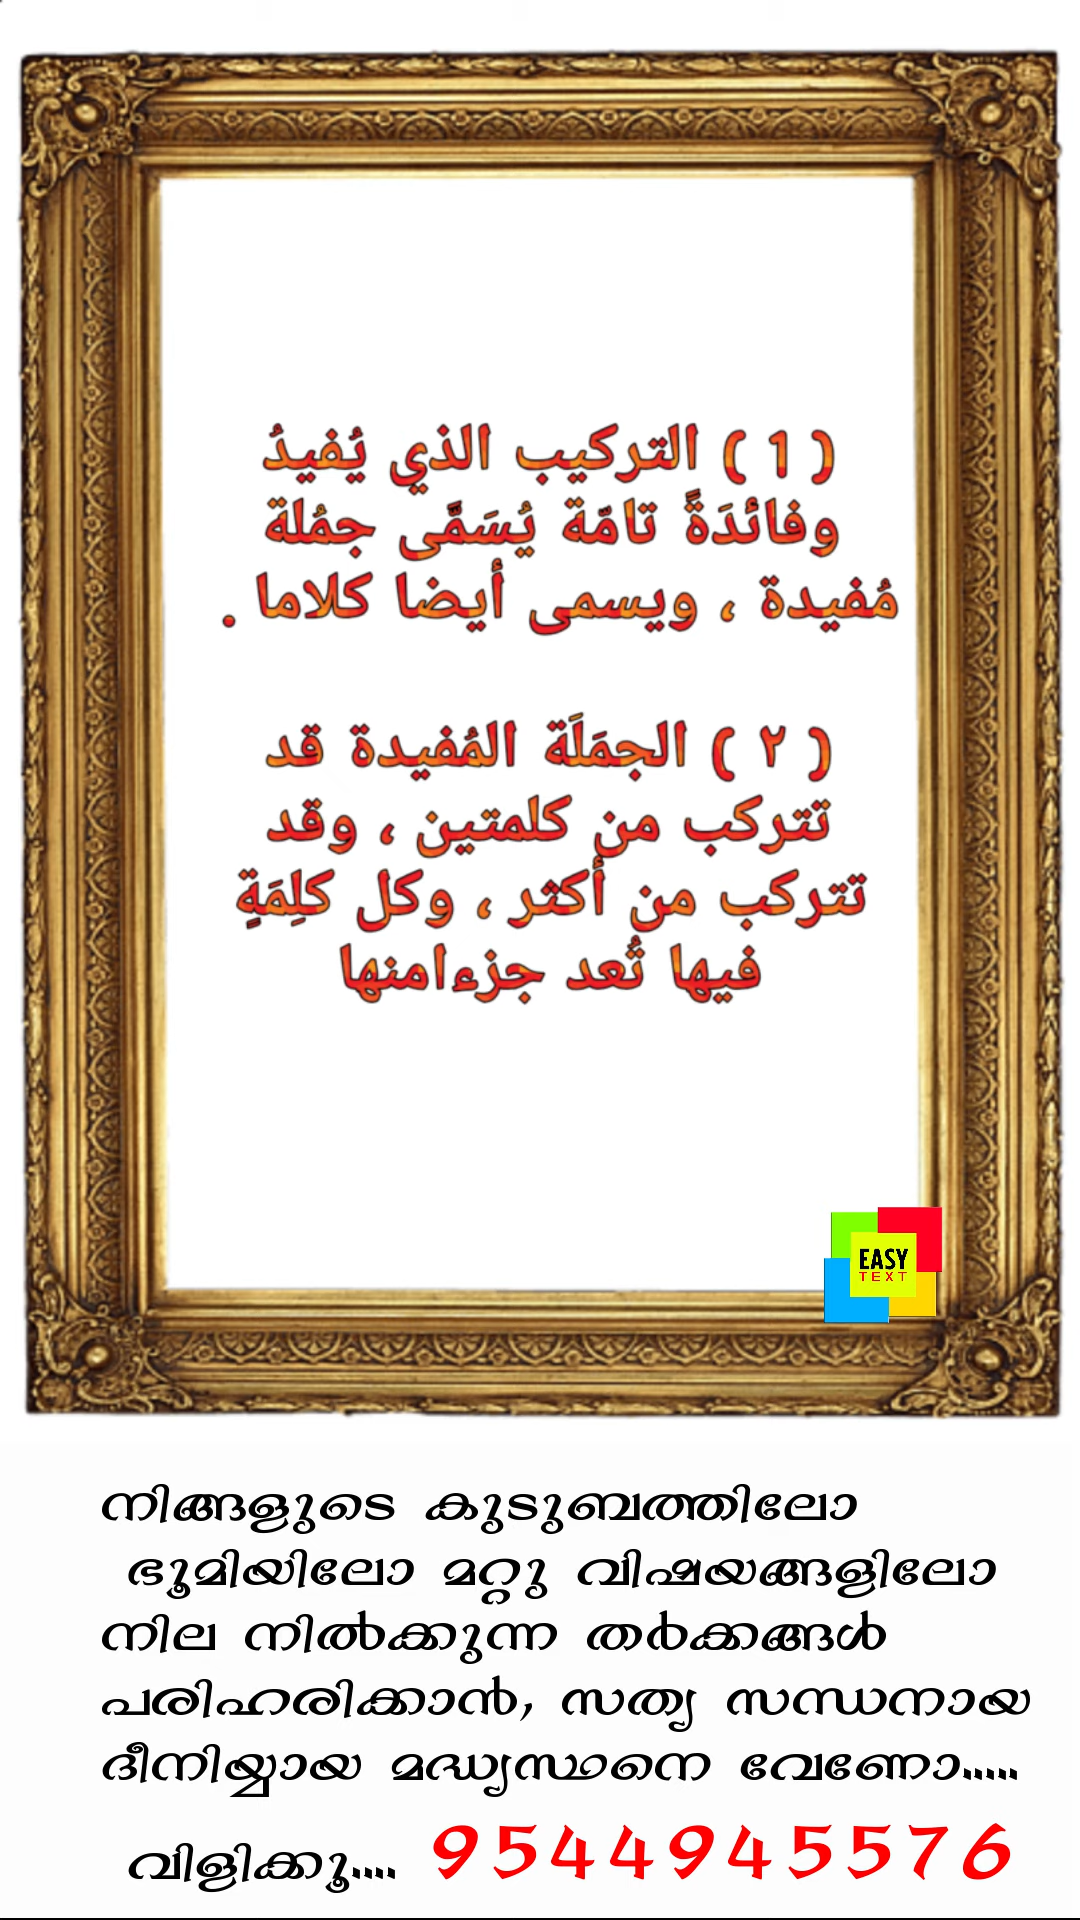 ( 1 ) التركيب الذي يُفيدُ
وفائدَةً تامّة يُسَمَّى جمُلة
مُفيدة ، ويسمى أيضا كلاما .
( ٢ ) الجمَلَة المُفيدة قد
تتركب من كلمتين ، وقد
تتركب من أكثر ، وكل كلِمَةٍ
فيها تُعد جزءامنها
EASY
TEXT
നിങ്ങളുടെ കുടുബത്തിലോ
ഭൂമിയിലോ മറ്റു വിഷയങ്ങളിലോ
നില നിൽക്കുന്ന തർക്കങ്ങൾ
പരിഹരിക്കാൻ, സത്യ സന്ധനായ
ദീനിയ്യായ മദ്ധ്യസ്ഥനെ വേണോ.....
വിളിക്കൂ.... 9544945576